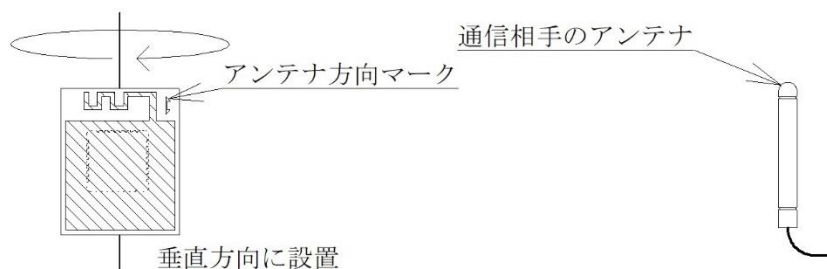 通信相手のアンテナ
アンテナ方向マーク
垂直方向に設置